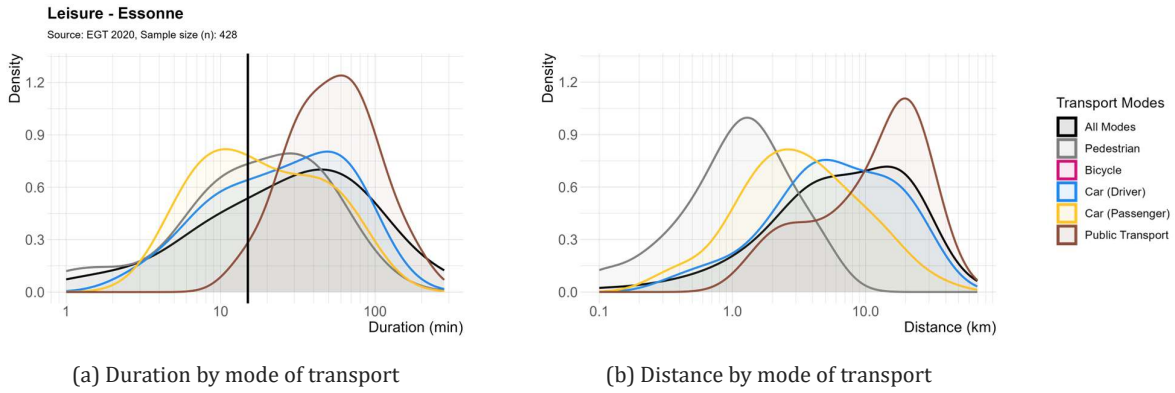 Leisure - Essonne
Source: EGT 2020, Sample size (n): 428
Density
1.2
0.9
0.6
0.3
0.0
1
10
100
Duration (min)
(a) Duration by mode of transport
Density
1.2
0.9
0.6
0.3
0.0
0.1
1.0
10.0
Distance (km)
(b) Distance by mode of transport
Transport Modes
All Modes
Pedestrian
Bicycle
Car (Driver)
Car (Passenger)
Public Transport